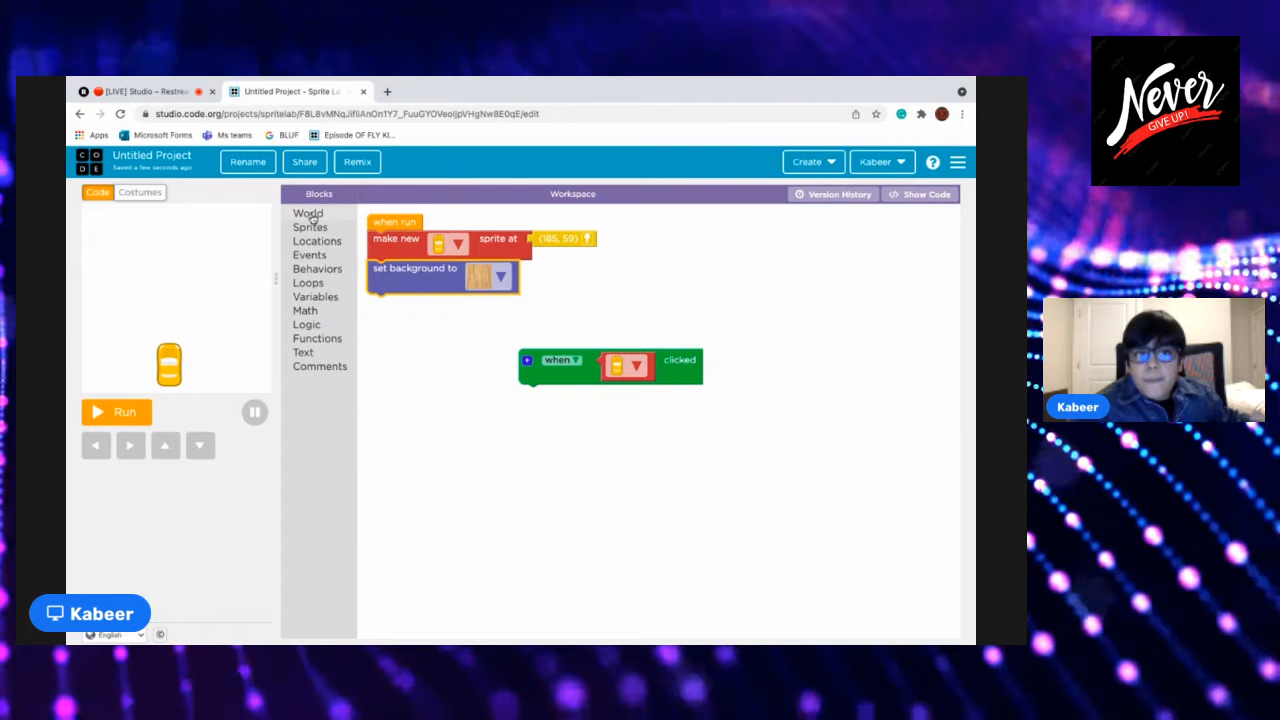 [LIVE] Studio – Restrea
Untitled Project - Sprite La
studio.code.org/projects/spritelab/F8L8vMNqJifiiAnOn1Y7_FuuGYOVeoIjpVHgNw8E0qE/edit
Apps
Microsoft Forms
Ms teams
BLUF
Episode OF FLY KI...
CO
DE
Untitled Project
Saved a few seconds ago
Rename
Share
Remix
Create
Kabeer
Code
Costumes
Blocks
Workspace
Version History
Show Code
World
Sprites
Locations
Events
Behaviors
Loops
Variables
Math
Logic
Functions
Text
Comments
when run
make new
sprite at
(185, 59)
set background to
when
clicked
Run
English
Kabeer
Never
GIVE UP!
Kabeer